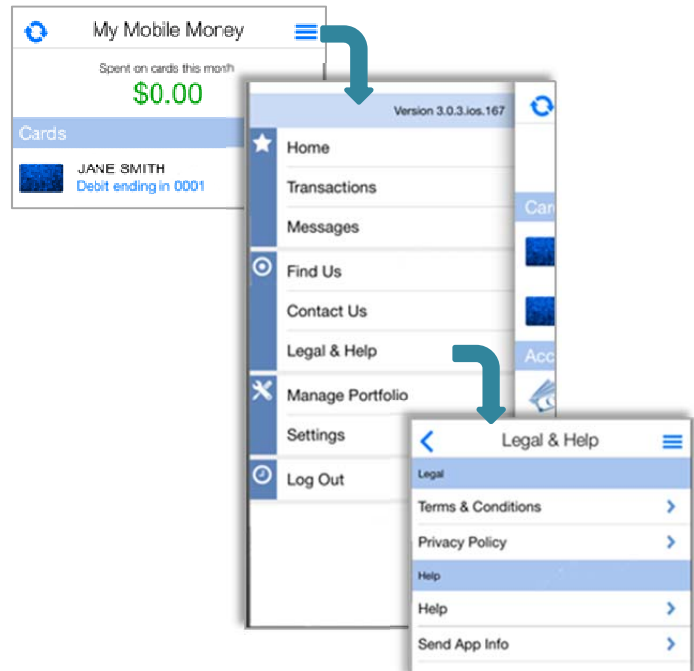 My Mobile Money
Spent on cards this month
$0.00
Cards
JANE SMITH
Debit ending in 0001
Version 3.0.3.ios.167
Home
Transactions
Messages
Find Us
Contact Us
Legal & Help
Manage Portfolio
Settings
Log Out
Car
Acc
Legal & Help
Legal
Terms & Conditions
Privacy Policy
Help
Help
Send App Info